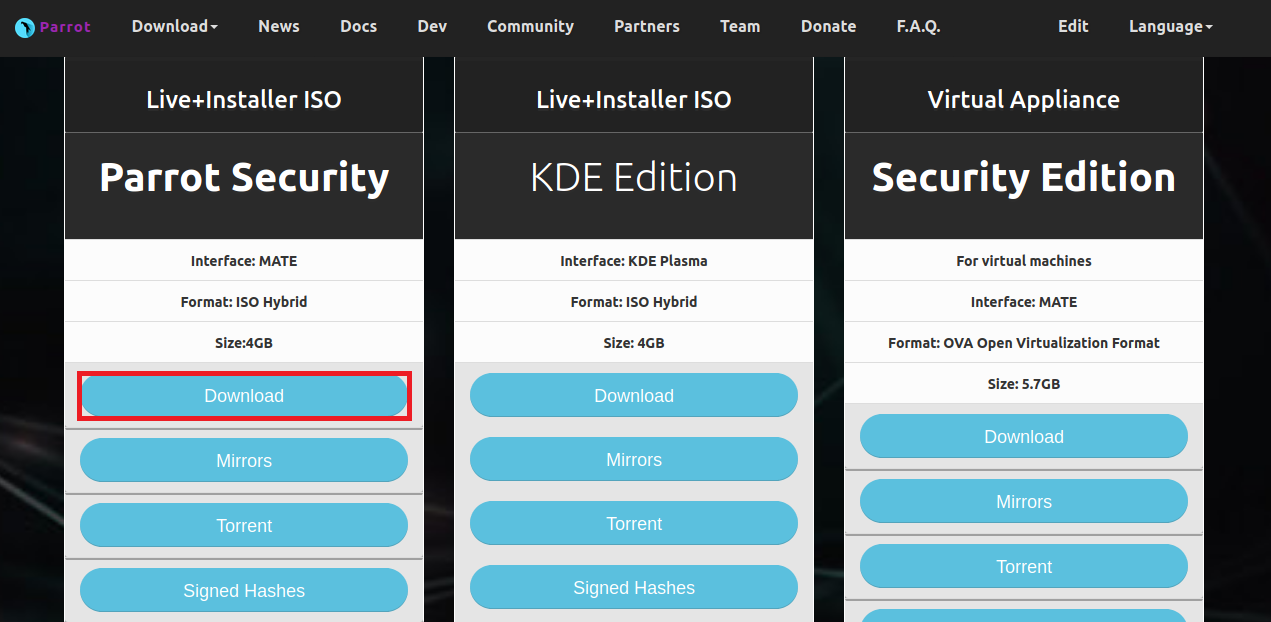 Parrot Download News Docs Dev Community Partners Team Donate F.A.Q. Edit Language
Live+Installer ISO
Parrot Security
Interface: MATE
Format: ISO Hybrid
Size:4GB
Download
Mirrors
Torrent
Signed Hashes
Live+Installer ISO
KDE Edition
Interface: KDE Plasma
Format: ISO Hybrid
Size: 4GB
Download
Mirrors
Torrent
Signed Hashes
Virtual Appliance
Security Edition
For virtual machines
Interface: MATE
Format: OVA Open Virtualization Format
Size: 5.7GB
Download
Mirrors
Torrent